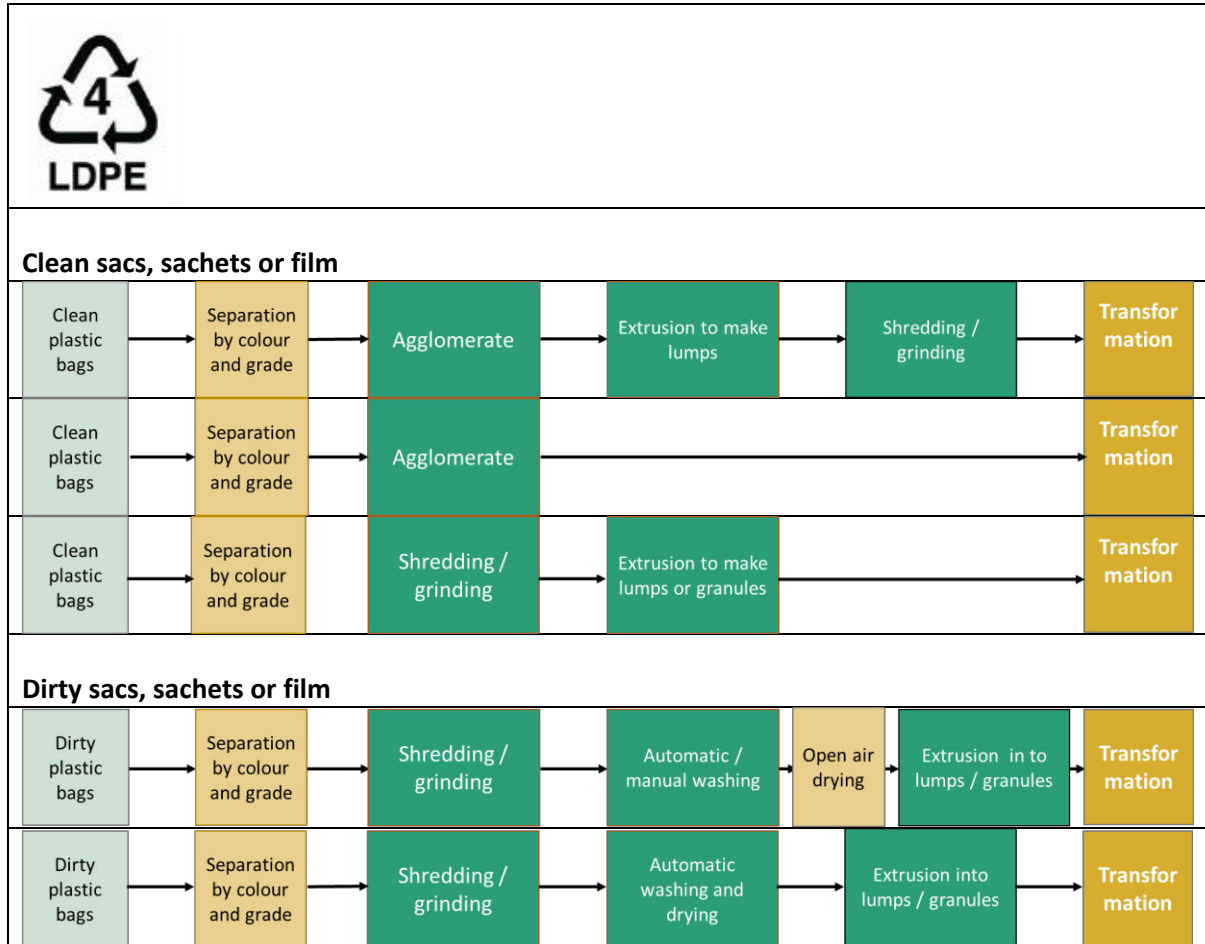 4
LDPE
Clean sacs, sachets or film
Clean
plastic
bags
Separation
by colour
and grade
Agglomerate
Extrusion to make
lumps
Shredding /
grinding
Transfor
mation
Clean
plastic
bags
Separation
by colour
and grade
Agglomerate
Transfor
mation
Clean
plastic
bags
Separation
by colour
and grade
Shredding /
grinding
Extrusion to make
lumps or granules
Transfor
mation
Dirty sacs, sachets or film
Dirty
plastic
bags
Separation
by colour
and grade
Shredding /
grinding
Automatic /
manual washing
Open air
drying
Extrusion in to
lumps / granules
Transfor
mation
Dirty
plastic
bags
Separation
by colour
and grade
Shredding /
grinding
Automatic
washing and
drying
Extrusion into
lumps / granules
Transfor
mation